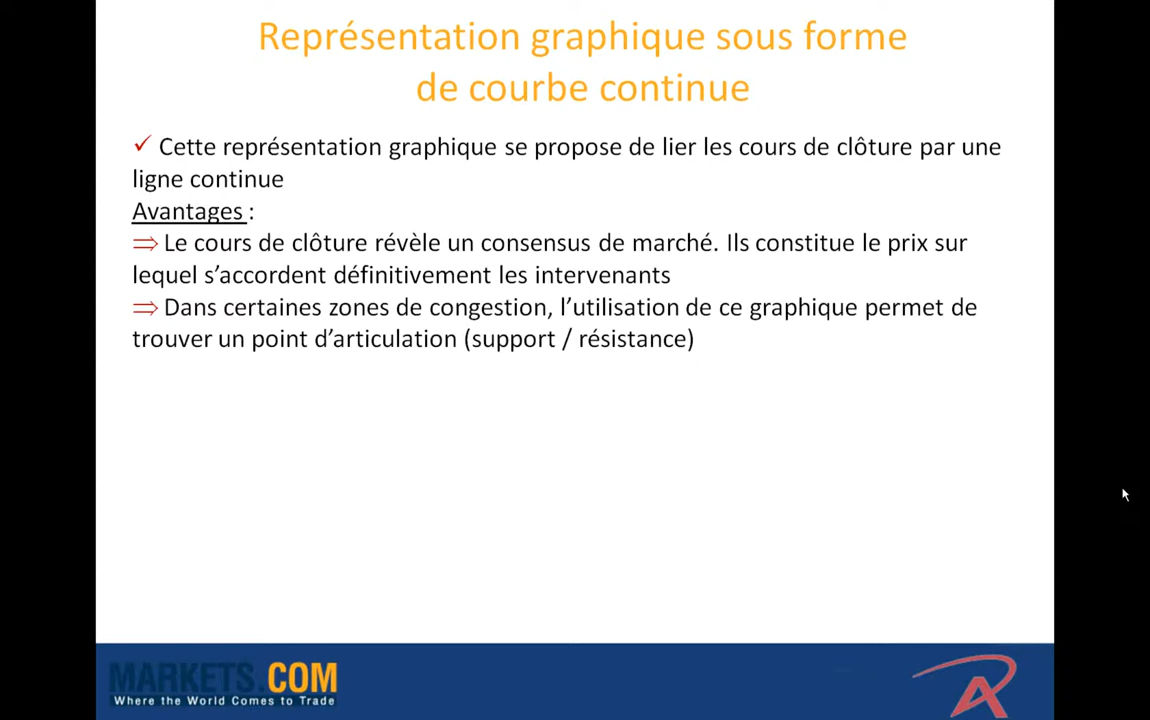 Représentation graphique sous forme
de courbe continue
✓ Cette représentation graphique se propose de lier les cours de clôture par une
ligne continue
Avantages :
⇒ Le cours de clôture révèle un consensus de marché. Ils constitue le prix sur
lequel s’accordent définitivement les intervenants
⇒ Dans certaines zones de congestion, l’utilisation de ce graphique permet de
trouver un point d’articulation (support / résistance)
MARKETS.COM
Where the World Comes to Trade
A